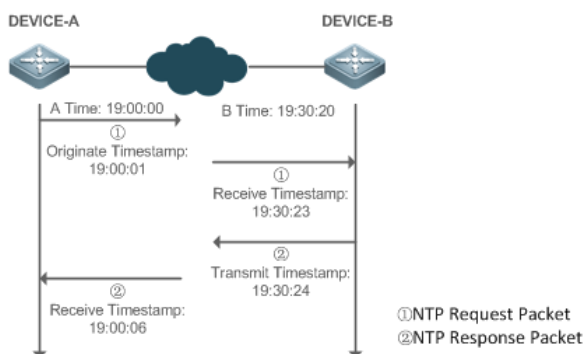 DEVICE-A
DEVICE-B
A Time: 19:00:00
B Time: 19:30:20
①
Originate Timestamp:
19:00:01
①
Receive Timestamp:
19:30:23
②
Transmit Timestamp:
19:30:24
②
Receive Timestamp:
19:00:06
①NTP Request Packet
②NTP Response Packet